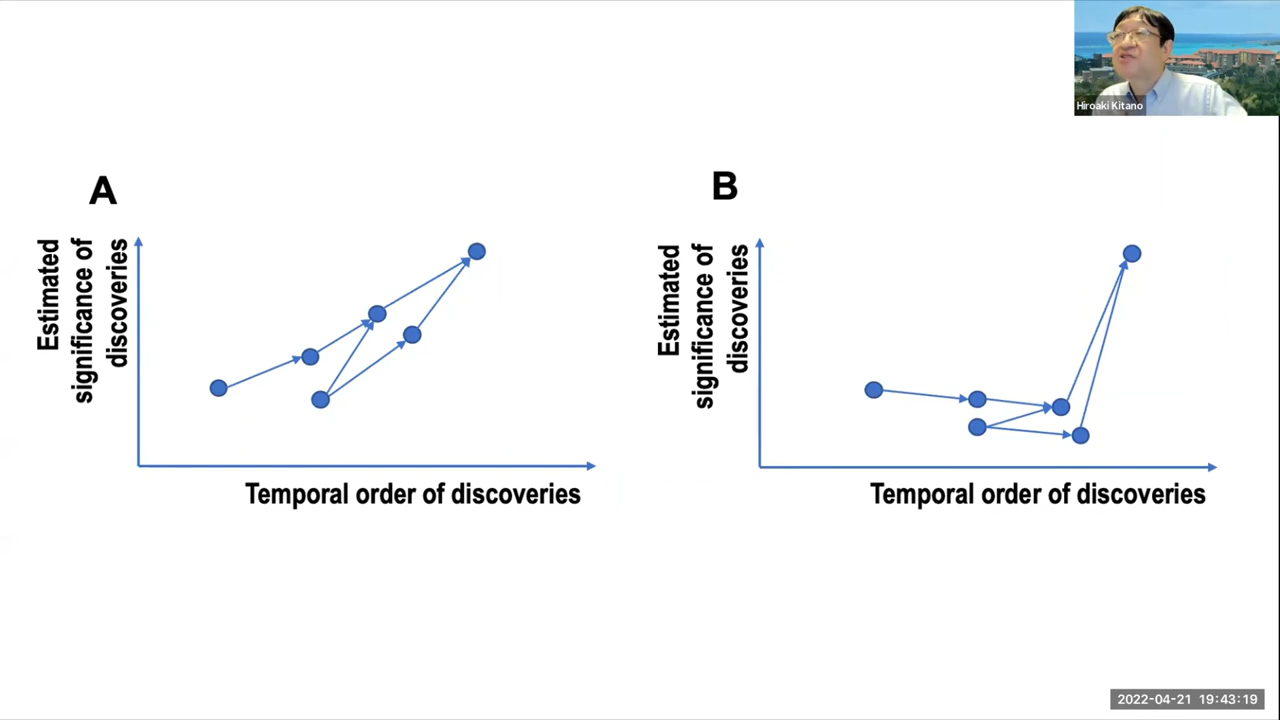 Hiroaki Kitano
A
Estimated
significance of
discoveries
Temporal order of discoveries
B
Estimated
significance of
discoveries
Temporal order of discoveries
2022-04-21 19:43:19